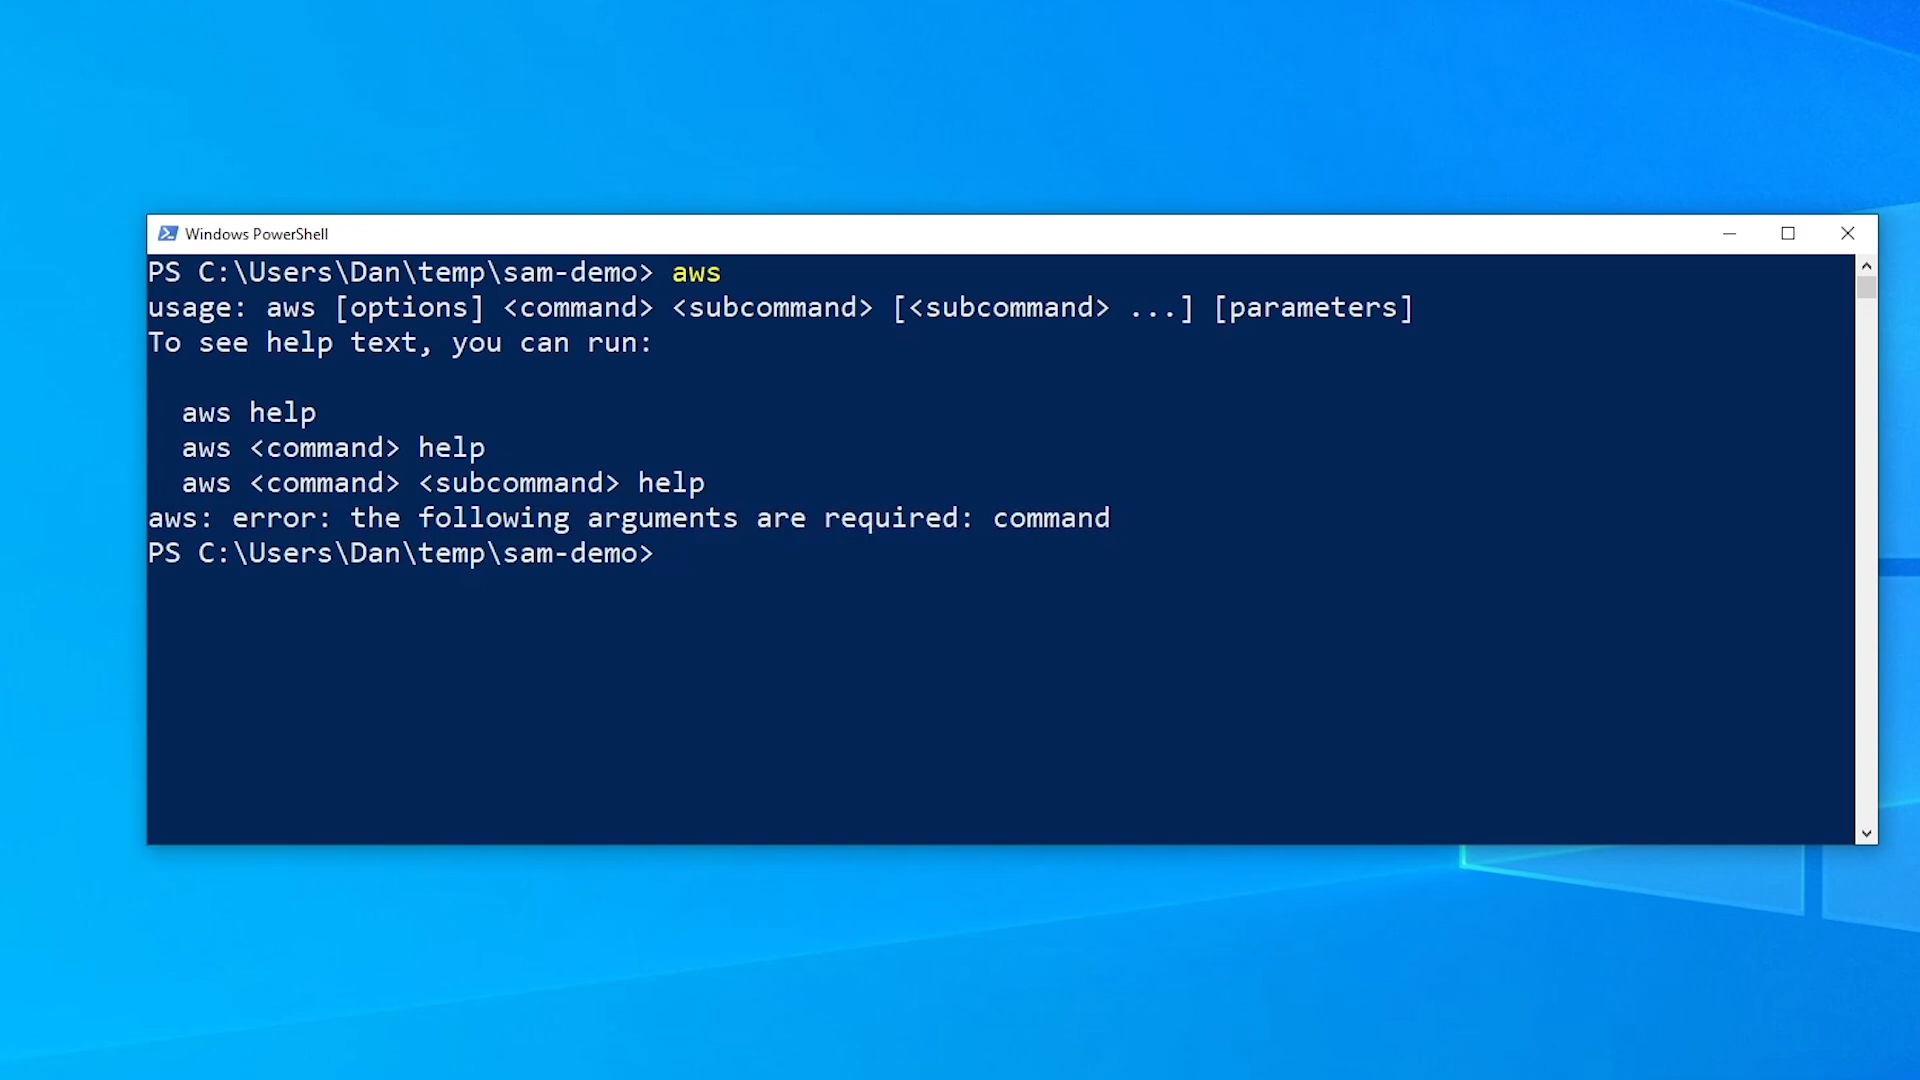 Windows PowerShell
PS C:\Users\Dan\temp\sam-demo> aws
usage: aws [options] <command> <subcommand> [<subcommand> ...] [parameters]
To see help text, you can run:

  aws help
  aws <command> help
  aws <command> <subcommand> help
aws: error: the following arguments are required: command
PS C:\Users\Dan\temp\sam-demo>